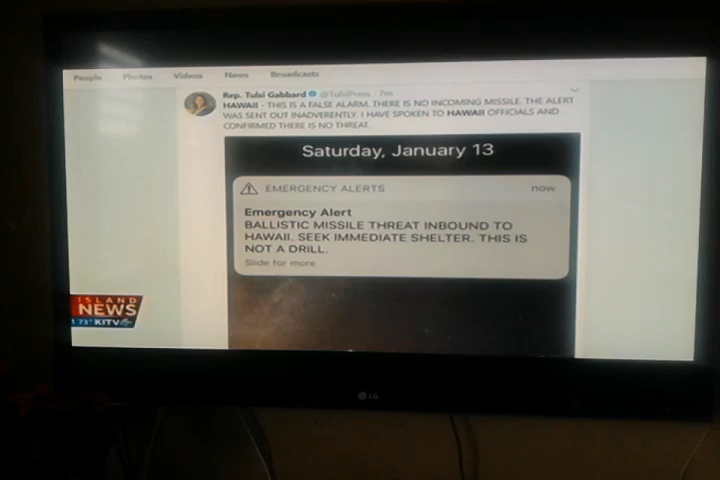 People Photos Videos News Broadcasts
Rep. Tulsi Gabbard @TulsiPress · 7m
HAWAII - THIS IS A FALSE ALARM. THERE IS NO INCOMING MISSILE. THE ALERT
WAS SENT OUT INADVERENTLY. I HAVE SPOKEN TO HAWAII OFFICIALS AND
CONFIRMED THERE IS NO THREAT.
Saturday, January 13
EMERGENCY ALERTS now
Emergency Alert
BALLISTIC MISSILE THREAT INBOUND TO
HAWAII. SEEK IMMEDIATE SHELTER. THIS IS
NOT A DRILL.
Slide for more
ISLAND
NEWS
73° KITV
LG